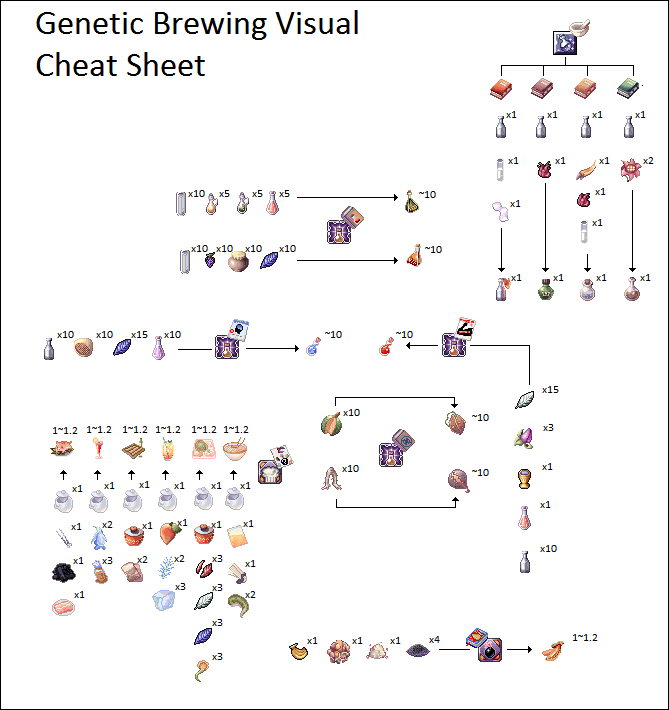 Genetic Brewing Visual
Cheat Sheet
x1 x1 x1 x1
x1 x1 x1 x2
x1 x1
x1
x1 x1 x1 x1
x10 x5 x5 x5 ~10
x10 x10 x10 x10 ~10
x10 x10 x15 x10 ~10 ~10
x15
x3
x1
x1
x10
x10 ~10
x10 ~10
1~1.2 1~1.2 1~1.2 1~1.2 1~1.2 1~1.2
x1 x1 x1 x1 x1 x1
x1 x2 x1 x1 x1 x1
x1 x3 x2 x2 x3 x1
x1 x3 x3 x2
x3
x3
x1 x1 x1 x4 1~1.2